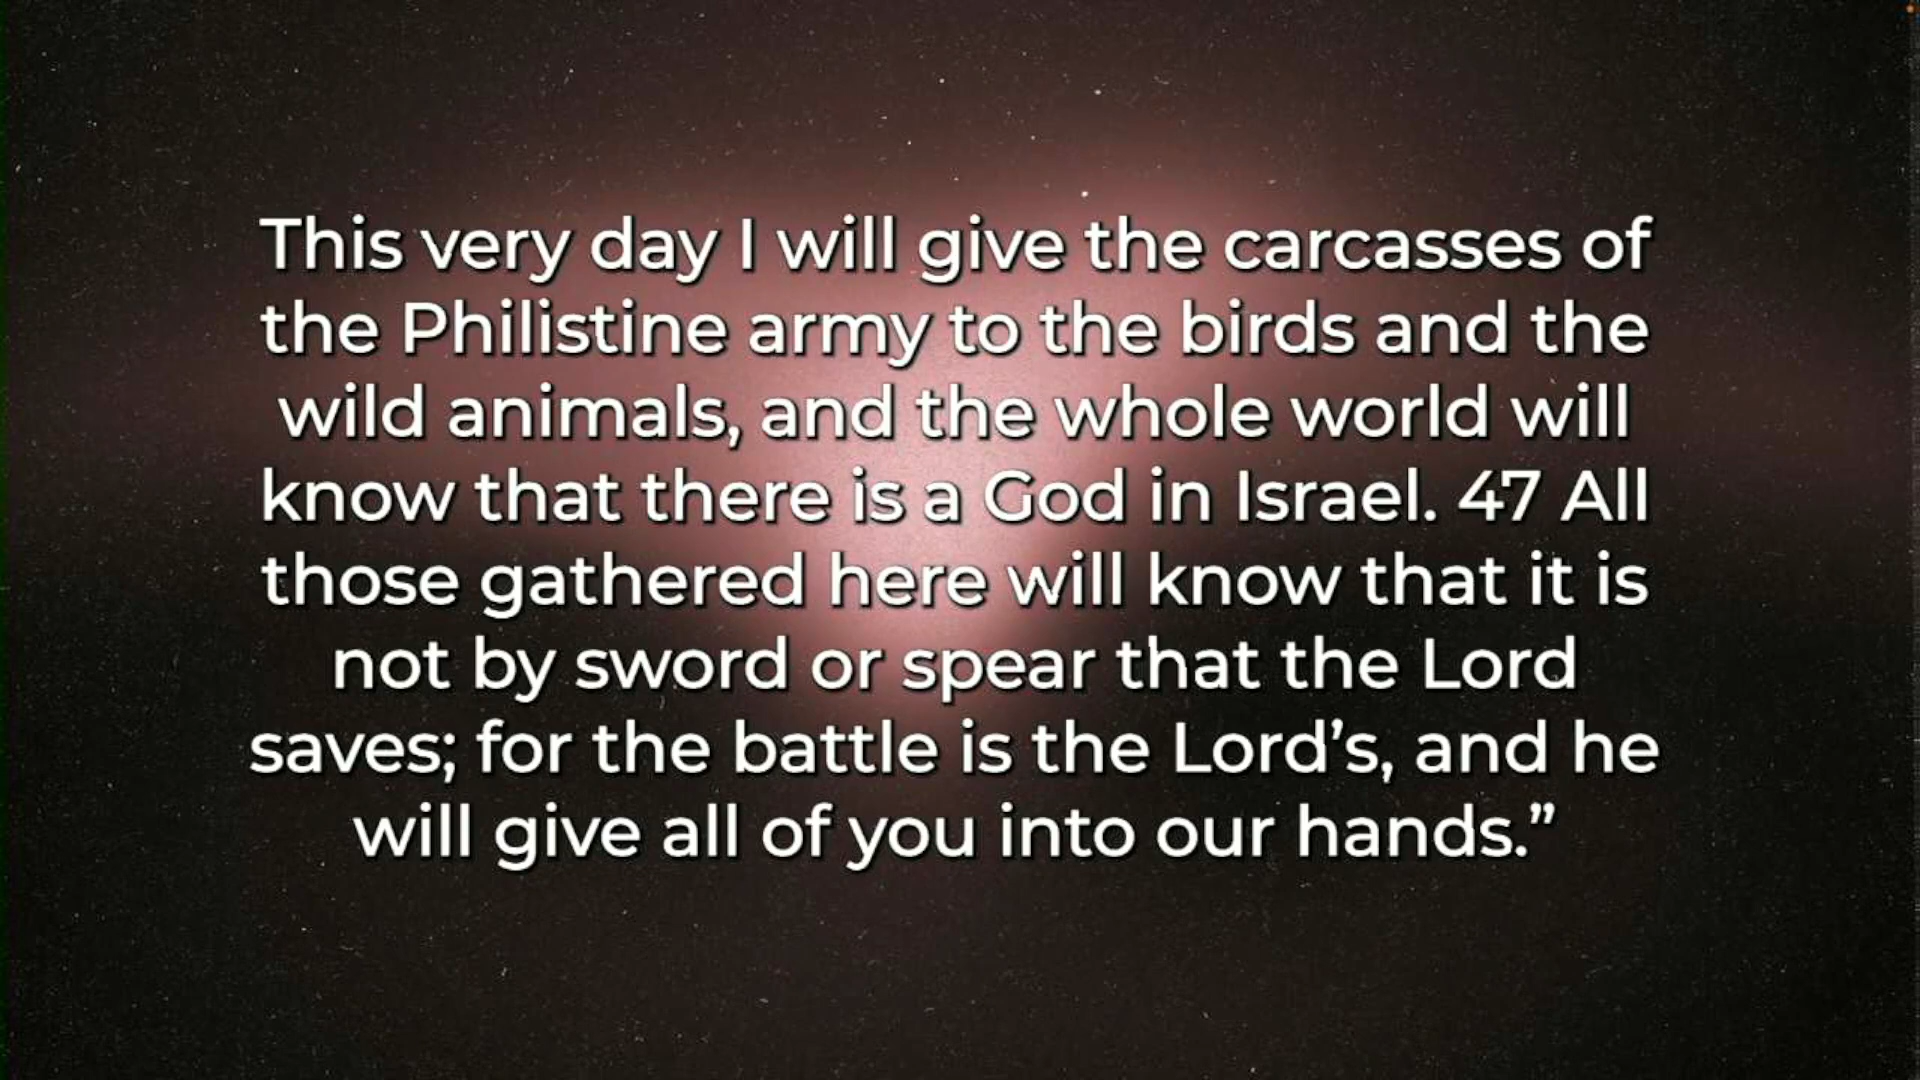 This very day I will give the carcasses of
the Philistine army to the birds and the
wild animals, and the whole world will
know that there is a God in Israel. 47 All
those gathered here will know that it is
not by sword or spear that the Lord
saves; for the battle is the Lord’s, and he
will give all of you into our hands.”